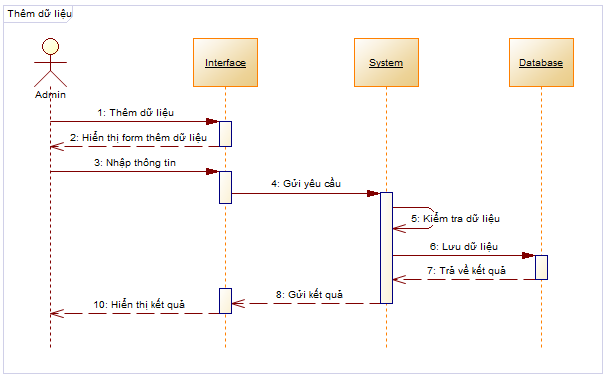 Thêm dữ liệu
Interface
System
Database
Admin
1: Thêm dữ liệu
2: Hiển thị form thêm dữ liệu
3: Nhập thông tin
4: Gửi yêu cầu
5: Kiểm tra dữ liệu
6: Lưu dữ liệu
7: Trả về kết quả
8: Gửi kết quả
10: Hiển thị kết quả